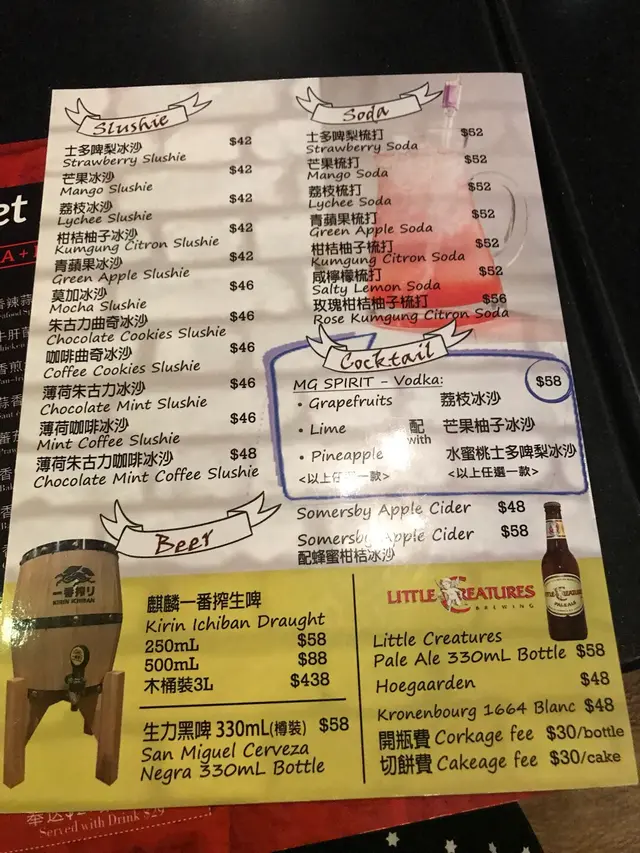 Slushie
士多啤梨冰沙 $42
Strawberry Slushie
芒果冰沙 $42
Mango Slushie
荔枝冰沙 $42
Lychee Slushie
柑桔柚子冰沙 $42
Kumgung Citron Slushie
青蘋果冰沙 $42
Green Apple Slushie
莫加冰沙 $46
Mocha Slushie
朱古力曲奇冰沙 $46
Chocolate Cookies Slushie
咖啡曲奇冰沙 $46
Coffee Cookies Slushie
薄荷朱古力冰沙 $46
Chocolate Mint Slushie
薄荷咖啡冰沙 $46
Mint Coffee Slushie
薄荷朱古力咖啡冰沙 $48
Chocolate Mint Coffee Slushie
Soda
士多啤梨梳打 $52
Strawberry Soda
芒果梳打 $52
Mango Soda
荔枝梳打 $52
Lychee Soda
青蘋果梳打 $52
Green Apple Soda
柑桔柚子梳打 $52
Kumgung Citron Soda
咸檸檬梳打 $52
Salty Lemon Soda
玫瑰柑桔柚子梳打 $56
Rose Kumgung Citron Soda
Cocktail
MG SPIRIT - Vodka: $58
• Grapefruits 荔枝冰沙
• Lime 配 with 芒果柚子冰沙
• Pineapple 水蜜桃士多啤梨冰沙
<以上任選一款> <以上任選一款>
Somersby Apple Cider $48
Somersby Apple Cider $58
配蜂蜜柑桔冰沙
Beer
一番搾り
KIRIN ICHIBAN
麒麟一番搾生啤
Kirin Ichiban Draught
250mL $58
500mL $88
木桶裝3L $438
生力黑啤 330mL(樽裝) $58
San Miguel Cerveza
Negra 330mL Bottle
LITTLE CREATURES
BREWING
LITTLE CREATURES
PALE ALE
Little Creatures
Pale Ale 330mL Bottle $58
Hoegaarden $48
Kronenbourg 1664 Blanc $48
開瓶費 Corkage fee $30/bottle
切餅費 Cakeage fee $30/cake
et
Served with Drink $29